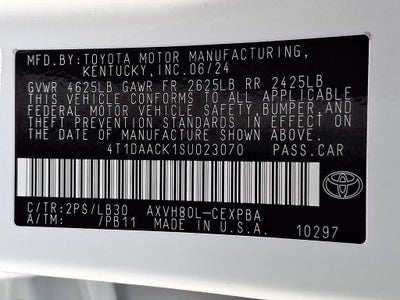 MFD.BY:TOYOTA MOTOR MANUFACTURING,
KENTUCKY,INC.06/24
GVWR 4625LB GAWR FR 2625LB RR 2425LB
THIS VEHICLE CONFORMS TO ALL APPLICABLE
FEDERAL MOTOR VEHICLE SAFETY,BUMPER,AND
THEFT PREVENTION STANDARDS IN EFFECT ON
THE DATE OF MANUFACTURE SHOWN ABOVE.
4T1DAACK1SU023070 PASS.CAR
C/TR:2PS/LB30 AXVH80L-CEXPBA
A/TM: /PB11 MADE IN U.S.A.
10297
TOYOTA